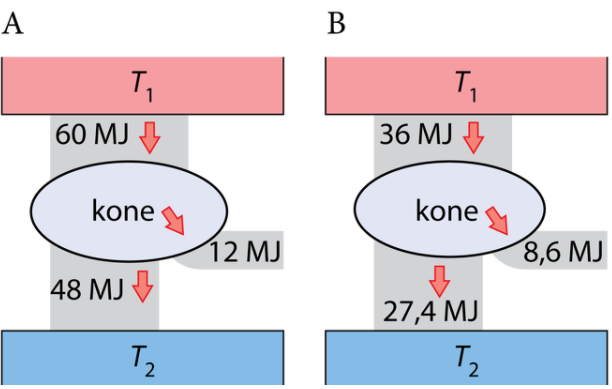 A
T1
60 MJ
kone
12 MJ
48 MJ
T2
B
T1
36 MJ
kone
8,6 MJ
27,4 MJ
T2